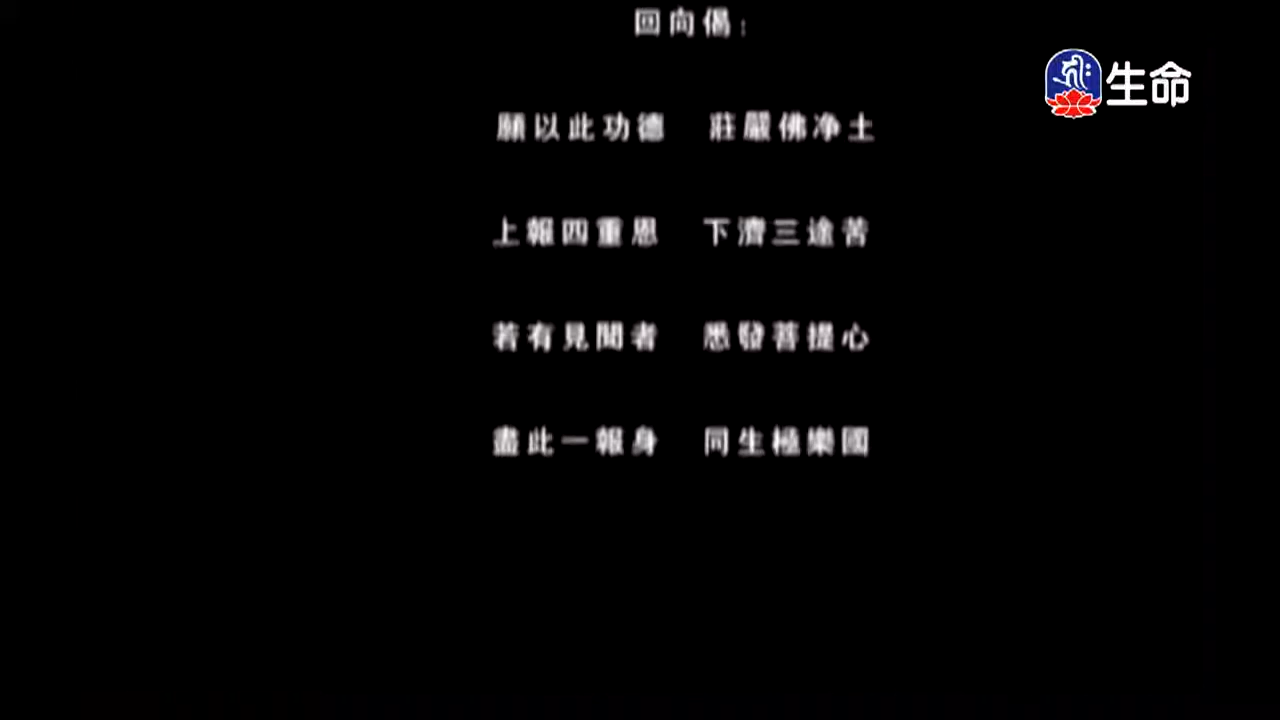 回向偈：
生命
願以此功德 莊嚴佛净土
上報四重恩 下濟三途苦
若有見聞者 悉發菩提心
盡此一報身 同生極樂國